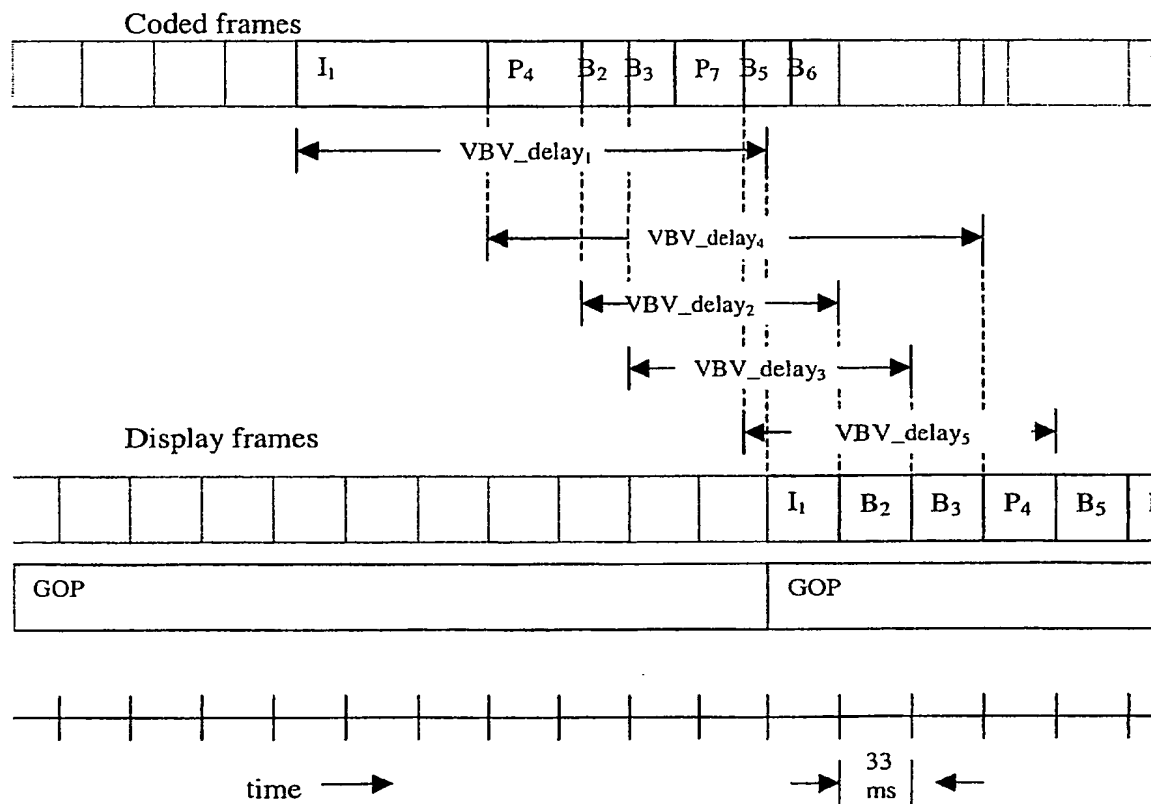 Coded frames
I₁ P₄ B₂ B₃ P₇ B₅ B₆
VBV_delay₁
VBV_delay₄
VBV_delay₂
VBV_delay₃
VBV_delay₅
Display frames
I₁ B₂ B₃ P₄ B₅
GOP GOP
33
ms
time